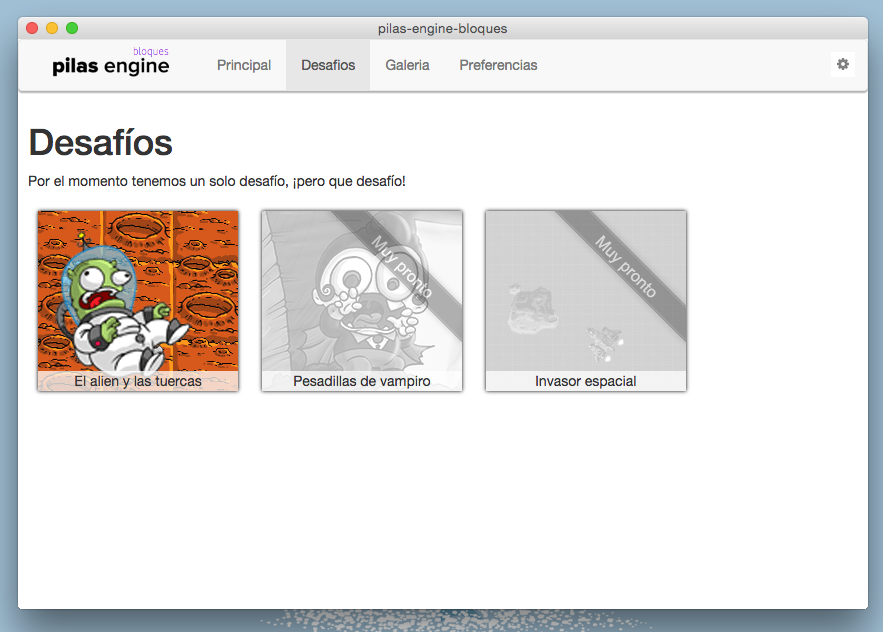 pilas-engine-bloques
bloques
pilas engine
Principal
Desafios
Galeria
Preferencias
Desafíos
Por el momento tenemos un solo desafío, ¡pero que desafío!
Muy pronto
Muy pronto
El alien y las tuercas
Pesadillas de vampiro
Invasor espacial